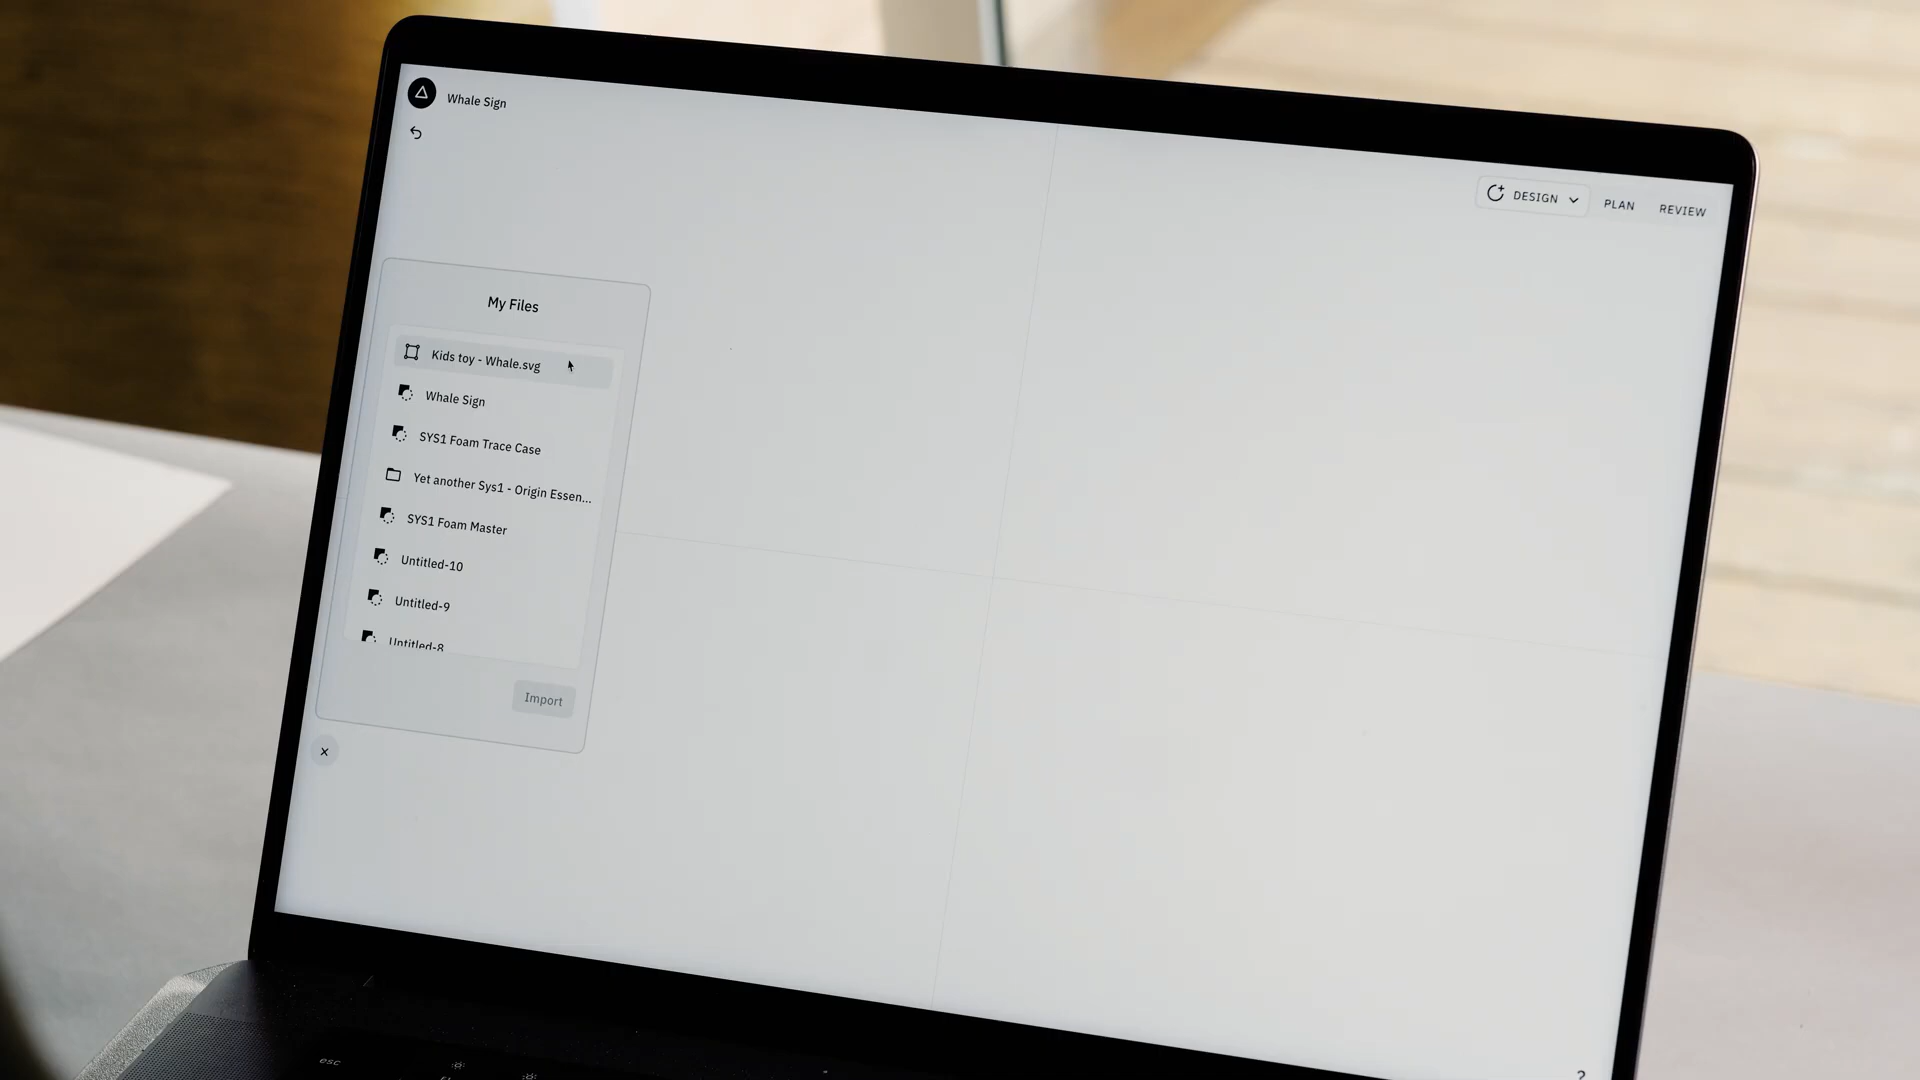 Whale Sign
DESIGN
PLAN
REVIEW
My Files
Kids toy - Whale.svg
Whale Sign
SYS1 Foam Trace Case
Yet another Sys1 - Origin Essen...
SYS1 Foam Master
Untitled-10
Untitled-9
Untitled-8
Import
?
esc